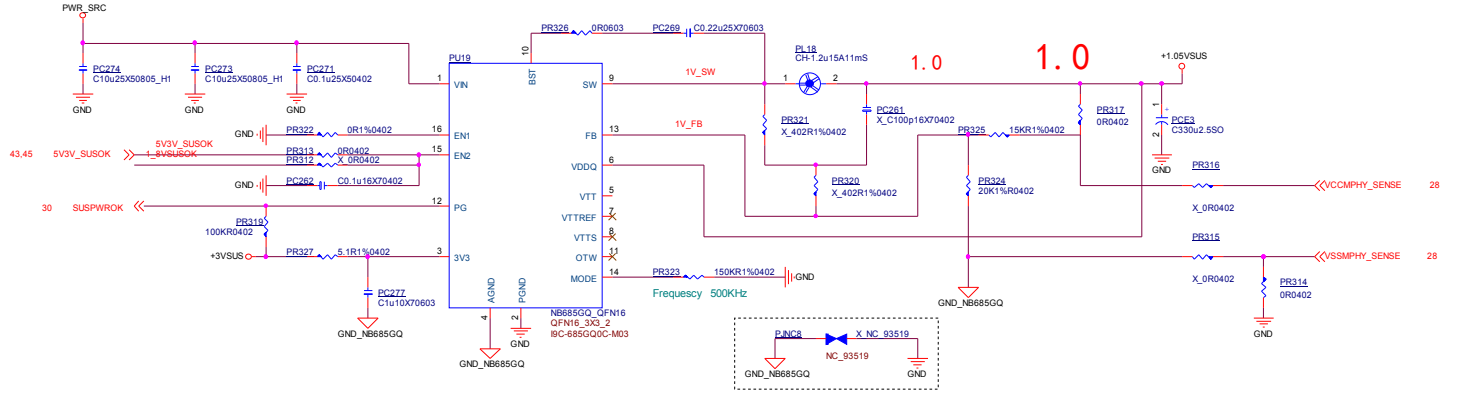 PWR_SRC
PC274
C10u25X50805_H1
PC273
C10u25X50805_H1
PC271
C0.1u25X50402
GND
GND
GND
PR326
0R0603
PC269
C0.22u25X70603
PU19
10
BST
1
VIN
SW
9
1V_SW
PL18
CH-1.2u15A11mS
1
2
1.0
1.0
+1.05VSUS
PR317
0R0402
1
+
2
PCE3
C330u2.5SO
GND
PR321
X_402R1%0402
PC261
X_C100p16X70402
GND
PR322
0R1%0402
16
EN1
FB
13
1V_FB
PR325
15KR1%0402
43,45
5V3V_SUSOK
5V3V_SUSOK
1_8VSUSOK
PR313
0R0402
PR312
X_0R0402
15
EN2
VDDQ
6
GND
PC262
C0.1u16X70402
PR320
X_402R1%0402
PR324
20K1%R0402
PR316
X_0R0402
VCCMPHY_SENSE
28
VTT
5
30
SUSPWROK
12
PG
VTTREF
7
PR319
100KR0402
VTTS
8
+3VSUS
PR327
5.1R1%0402
3
3V3
OTW
11
PR315
X_0R0402
VSSMPHY_SENSE
28
MODE
14
PR323
150KR1%0402
GND
Frequescy 500KHz
PC277
C1u10X70603
GND_NB685GQ
AGND
PGND
4
2
GND_NB685GQ
GND
NB685GQ_QFN16
QFN16_3X3_2
I9C-685GQ0C-M03
GND_NB685GQ
PR314
0R0402
GND
PJNC8
X_NC_93519
NC_93519
GND_NB685GQ
GND